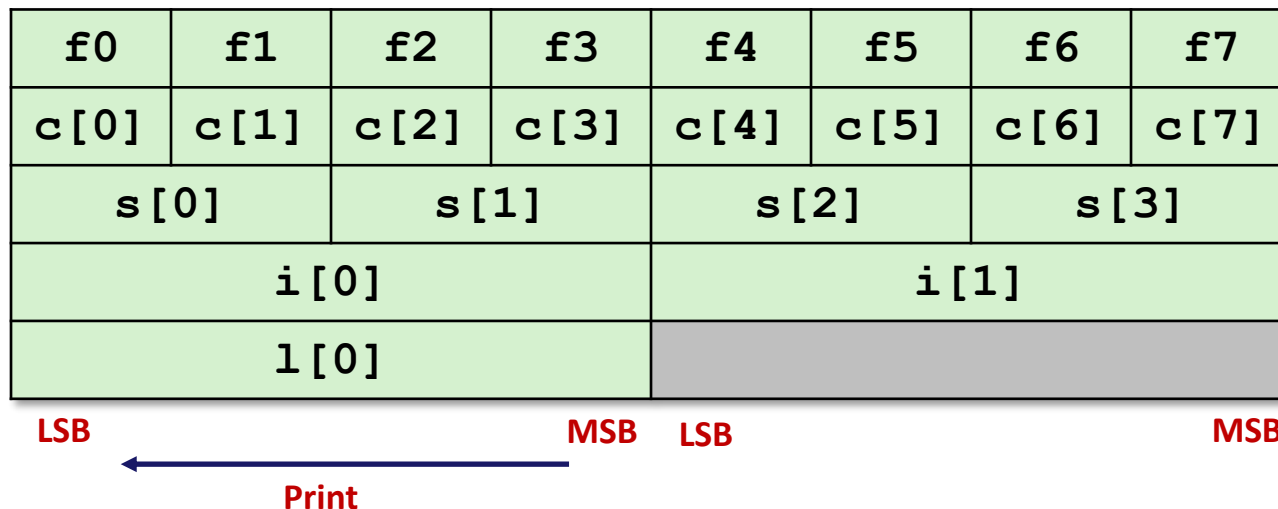 f0 f1 f2 f3 f4 f5 f6 f7
c[0] c[1] c[2] c[3] c[4] c[5] c[6] c[7]
s[0] s[1] s[2] s[3]
i[0] i[1]
l[0]
LSB MSB LSB MSB
Print